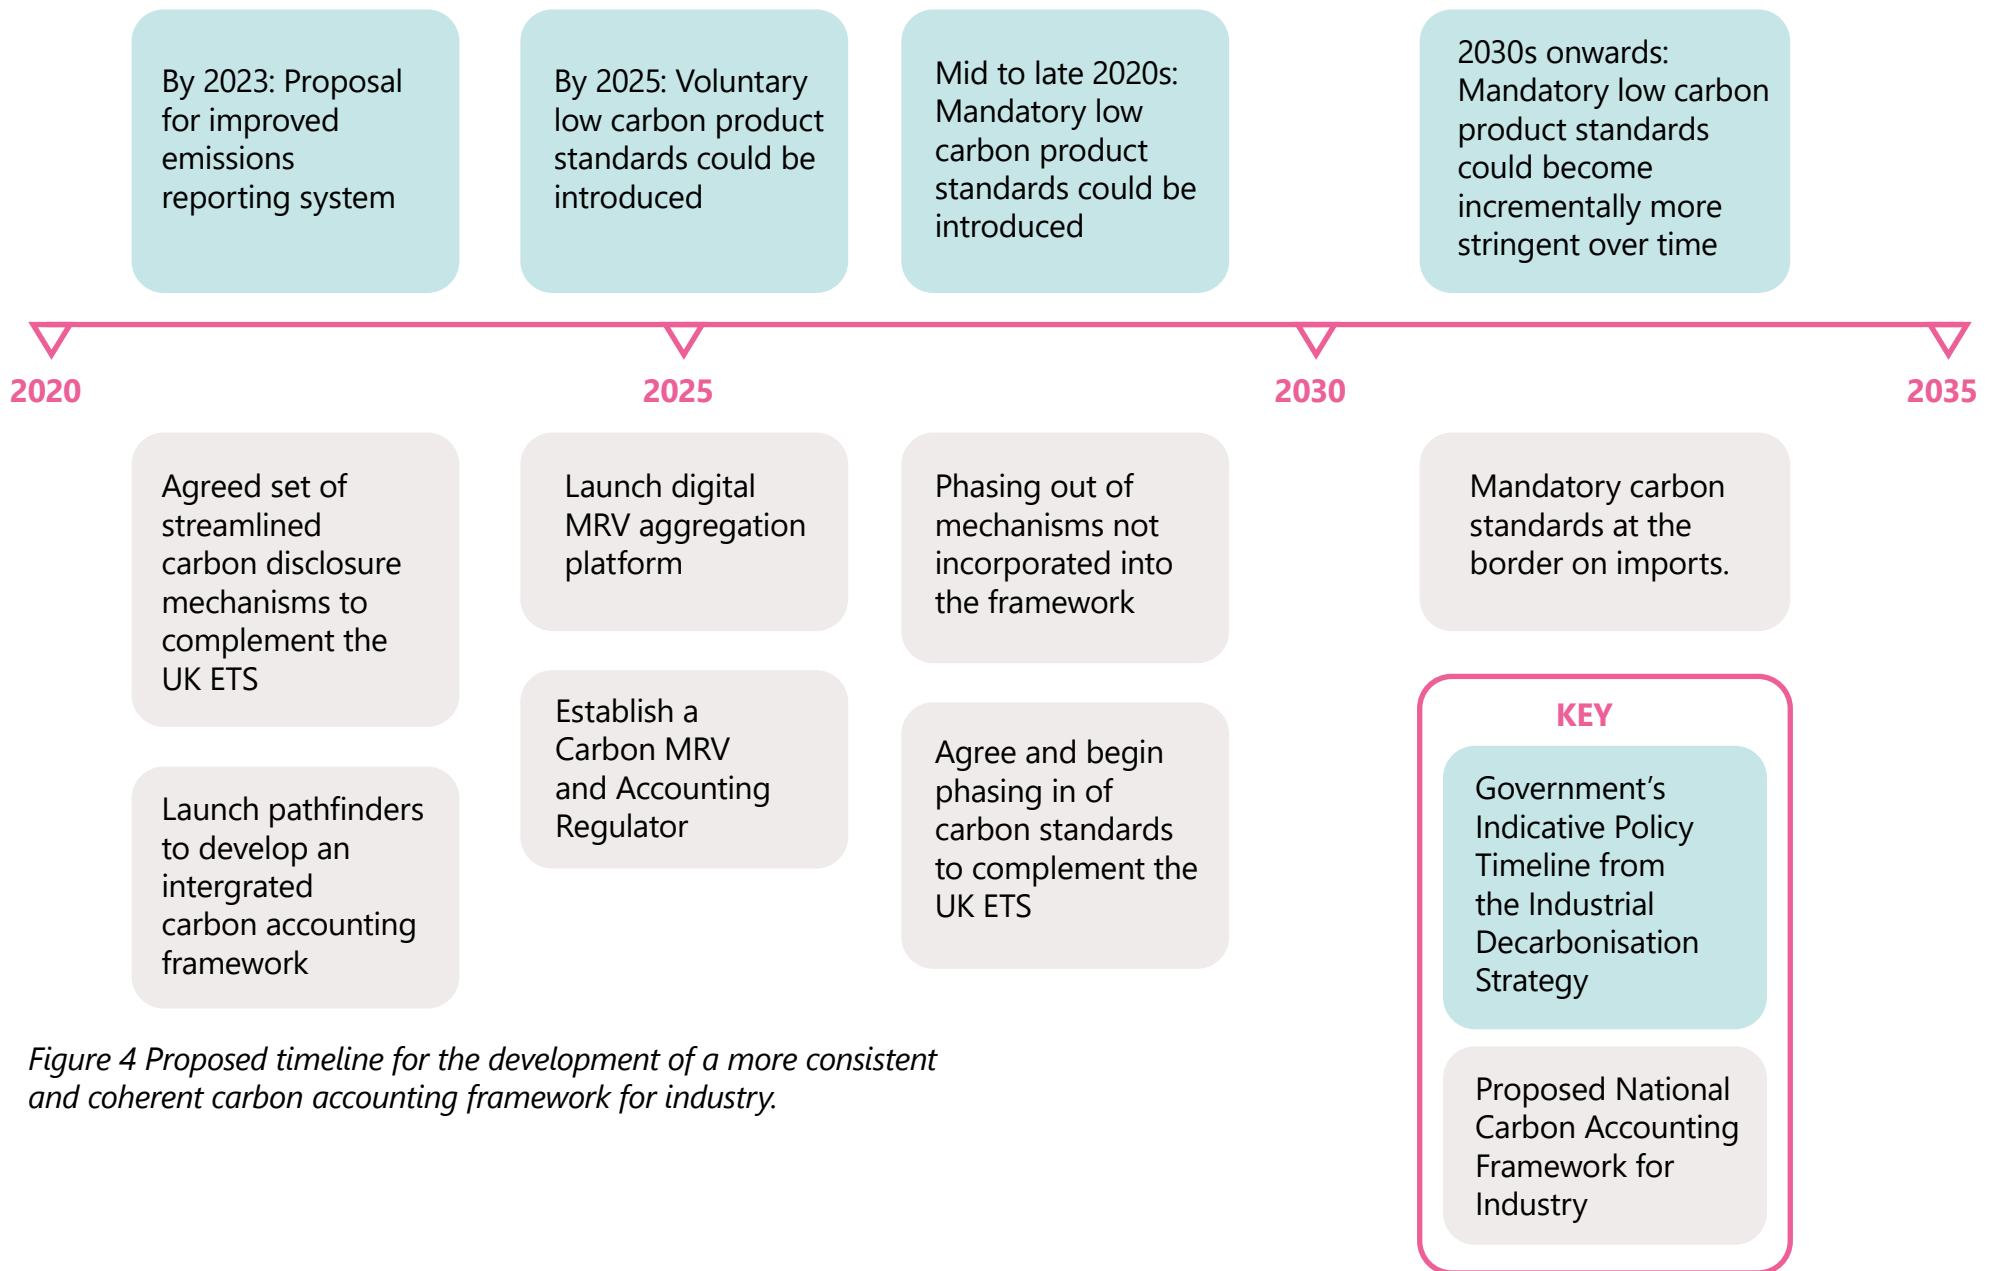 By 2023: Proposal
for improved
emissions
reporting system
By 2025: Voluntary
low carbon product
standards could be
introduced
Mid to late 2020s:
Mandatory low
carbon product
standards could be
introduced
2030s onwards:
Mandatory low carbon
product standards
could become
incrementally more
stringent over time
2020
2025
2030
2035
Agreed set of
streamlined
carbon disclosure
mechanisms to
complement the
UK ETS
Launch pathfinders
to develop an
intergrated
carbon accounting
framework
Launch digital
MRV aggregation
platform
Establish a
Carbon MRV
and Accounting
Regulator
Phasing out of
mechanisms not
incorporated into
the framework
Agree and begin
phasing in of
carbon standards
to complement the
UK ETS
Mandatory carbon
standards at the
border on imports.
KEY
Government’s
Indicative Policy
Timeline from
the Industrial
Decarbonisation
Strategy
Proposed National
Carbon Accounting
Framework for
Industry
Figure 4 Proposed timeline for the development of a more consistent
and coherent carbon accounting framework for industry.